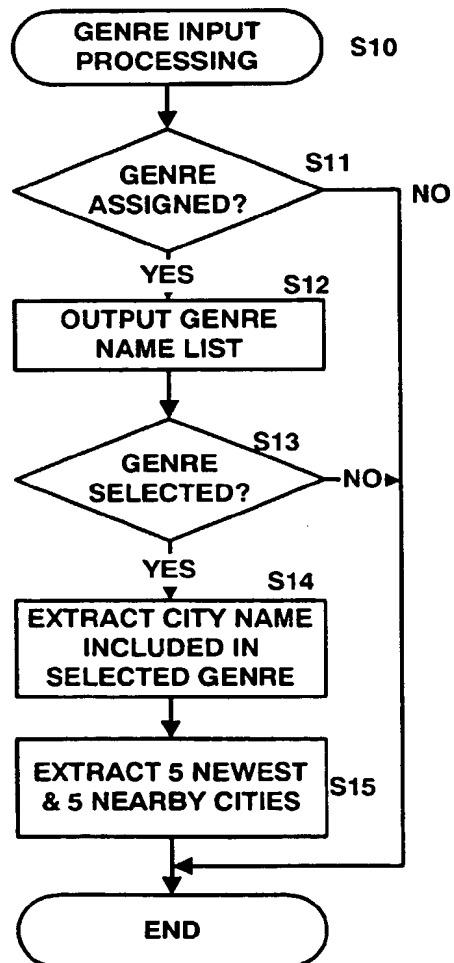 GENRE INPUT
PROCESSING
S10
S11
GENRE
ASSIGNED?
NO
YES
S12
OUTPUT GENRE
NAME LIST
S13
GENRE
SELECTED?
NO
YES
S14
EXTRACT CITY NAME
INCLUDED IN
SELECTED GENRE
EXTRACT 5 NEWEST
& 5 NEARBY CITIES
S15
END